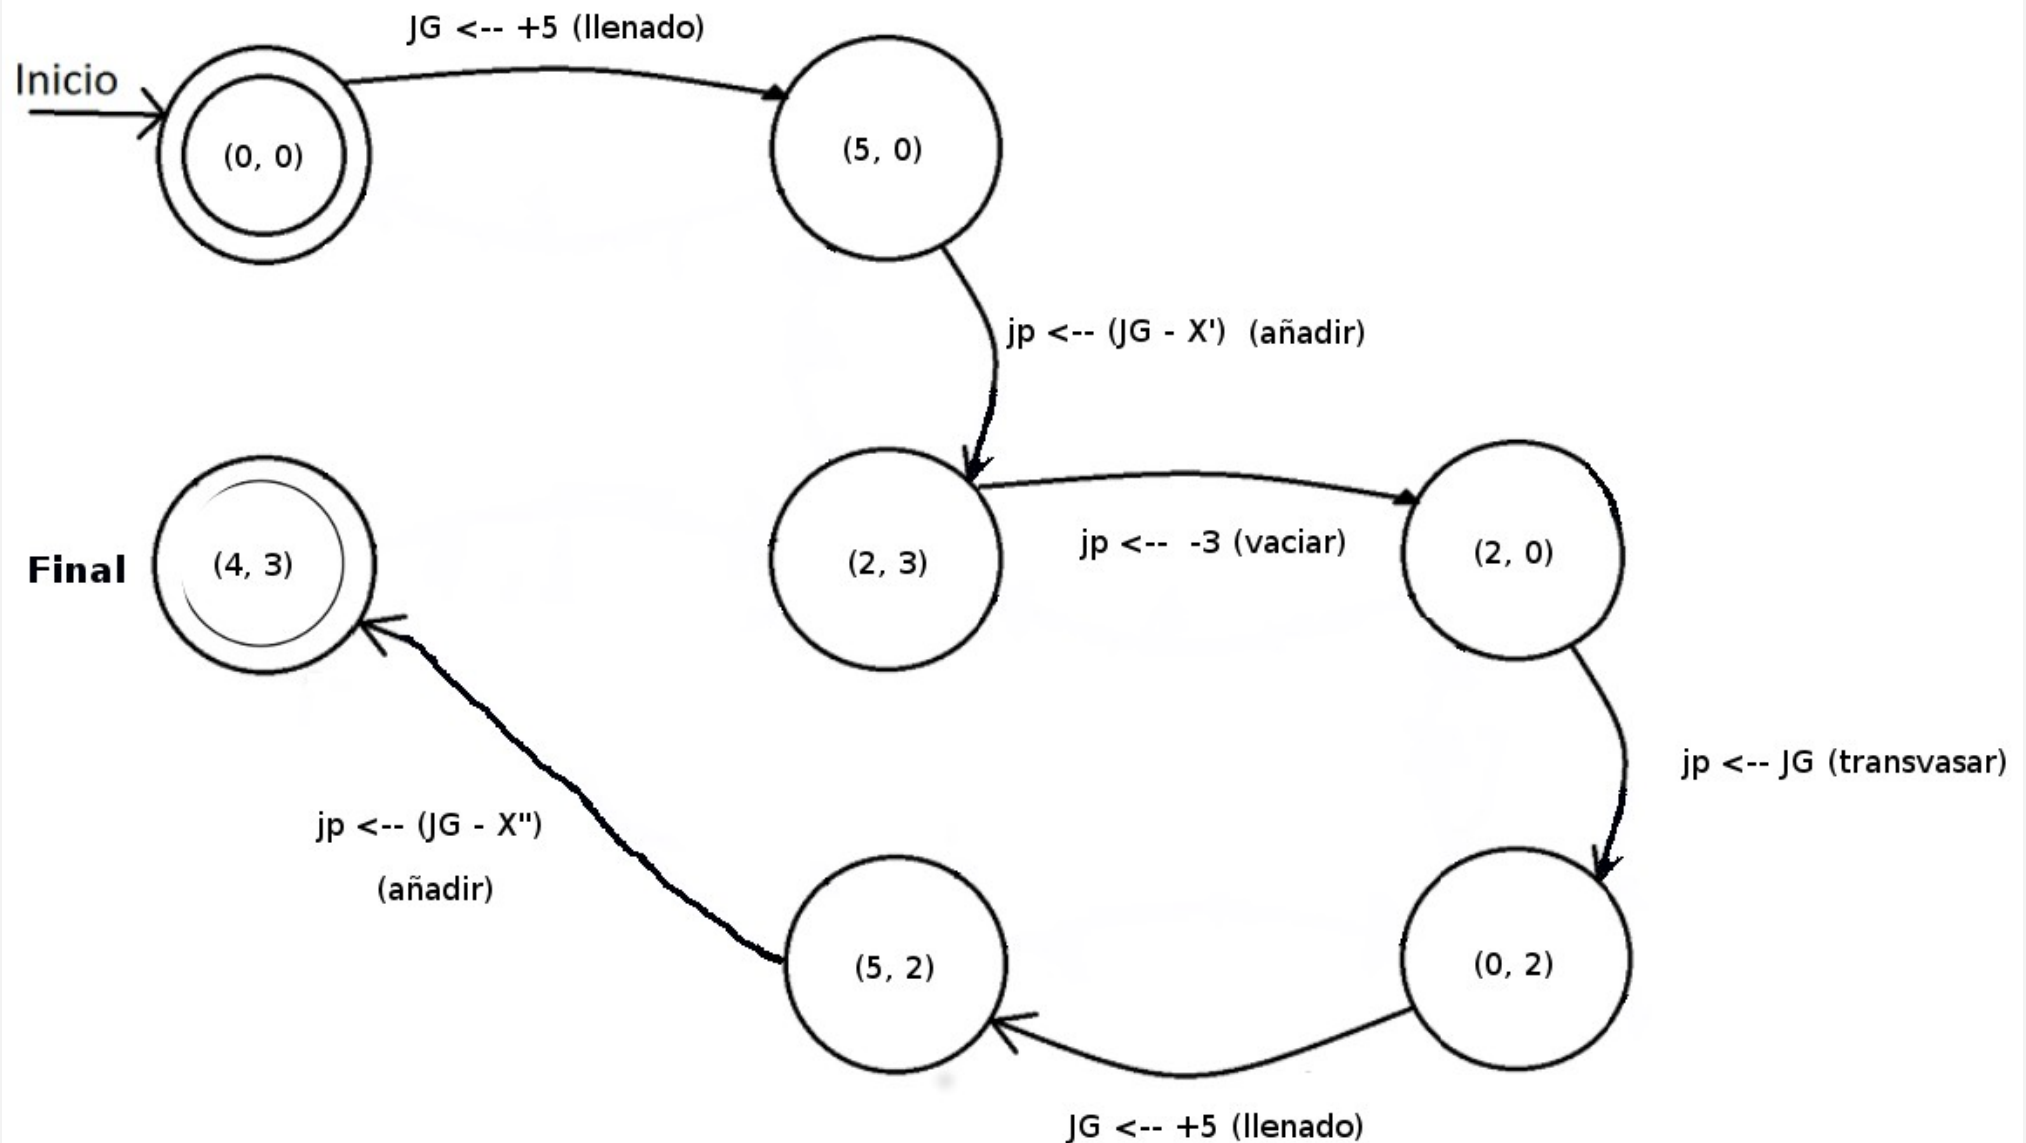 JG <-- +5 (llenado)
Inicio
(0, 0)
(5, 0)
jp <-- (JG - X')  (añadir)
Final
(4, 3)
(2, 3)
jp <--  -3 (vaciar)
(2, 0)
jp <-- JG (transvasar)
jp <-- (JG - X")
(añadir)
(5, 2)
(0, 2)
JG <-- +5 (llenado)